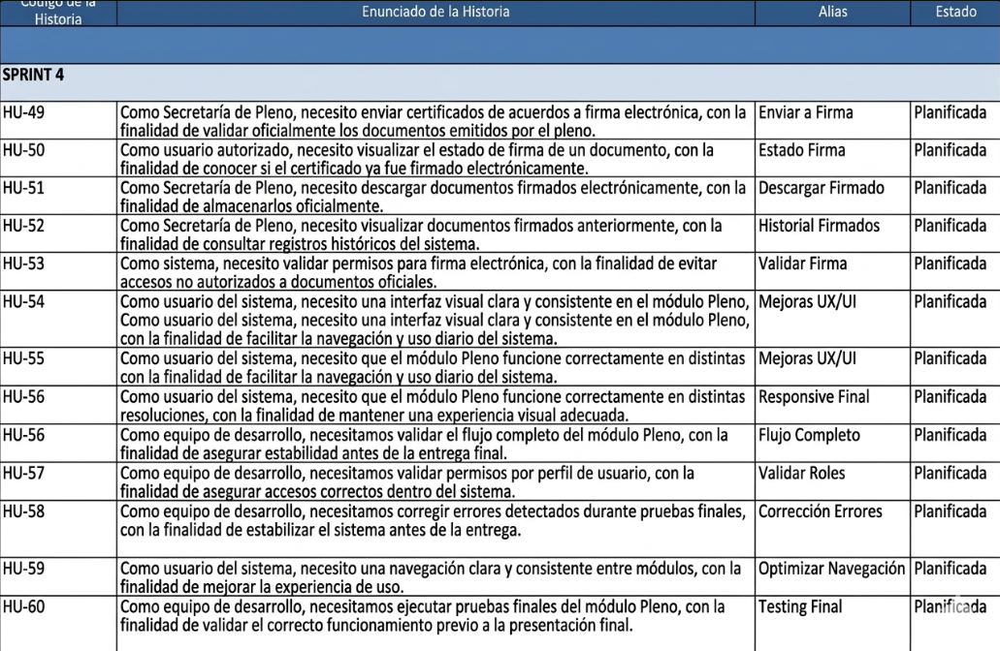 Código de la
Historia
Enunciado de la Historia
Alias
Estado
SPRINT 4
HU-49
Como Secretaría de Pleno, necesito enviar certificados de acuerdos a firma electrónica, con la
finalidad de validar oficialmente los documentos emitidos por el pleno.
Enviar a Firma
Planificada
HU-50
Como usuario autorizado, necesito visualizar el estado de firma de un documento, con la
finalidad de conocer si el certificado ya fue firmado electrónicamente.
Estado Firma
Planificada
HU-51
Como Secretaría de Pleno, necesito descargar documentos firmados electrónicamente, con la
finalidad de almacenarlos oficialmente.
Descargar Firmado
Planificada
HU-52
Como Secretaría de Pleno, necesito visualizar documentos firmados anteriormente, con la
finalidad de consultar registros históricos del sistema.
Historial Firmados
Planificada
HU-53
Como sistema, necesito validar permisos para firma electrónica, con la finalidad de evitar
accesos no autorizados a documentos oficiales.
Validar Firma
Planificada
HU-54
Como usuario del sistema, necesito una interfaz visual clara y consistente en el módulo Pleno,
Como usuario del sistema, necesito una interfaz visual clara y consistente en el módulo Pleno,
con la finalidad de facilitar la navegación y uso diario del sistema.
Mejoras UX/UI
Planificada
HU-55
Como usuario del sistema, necesito que el módulo Pleno funcione correctamente en distintas
con la finalidad de facilitar la navegación y uso diario del sistema.
Mejoras UX/UI
Planificada
HU-56
Como usuario del sistema, necesito que el módulo Pleno funcione correctamente en distintas
resoluciones, con la finalidad de mantener una experiencia visual adecuada.
Responsive Final
Planificada
HU-56
Como equipo de desarrollo, necesitamos validar el flujo completo del módulo Pleno, con la
finalidad de asegurar estabilidad antes de la entrega final.
Flujo Completo
Planificada
HU-57
Como equipo de desarrollo, necesitamos validar permisos por perfil de usuario, con la
finalidad de asegurar accesos correctos dentro del sistema.
Validar Roles
Planificada
HU-58
Como equipo de desarrollo, necesitamos corregir errores detectados durante pruebas finales,
con la finalidad de estabilizar el sistema antes de la entrega.
Corrección Errores
Planificada
HU-59
Como usuario del sistema, necesito una navegación clara y consistente entre módulos, con la
finalidad de mejorar la experiencia de uso.
Optimizar Navegación
Planificada
HU-60
Como equipo de desarrollo, necesitamos ejecutar pruebas finales del módulo Pleno, con la
finalidad de validar el correcto funcionamiento previo a la presentación final.
Testing Final
Planificada